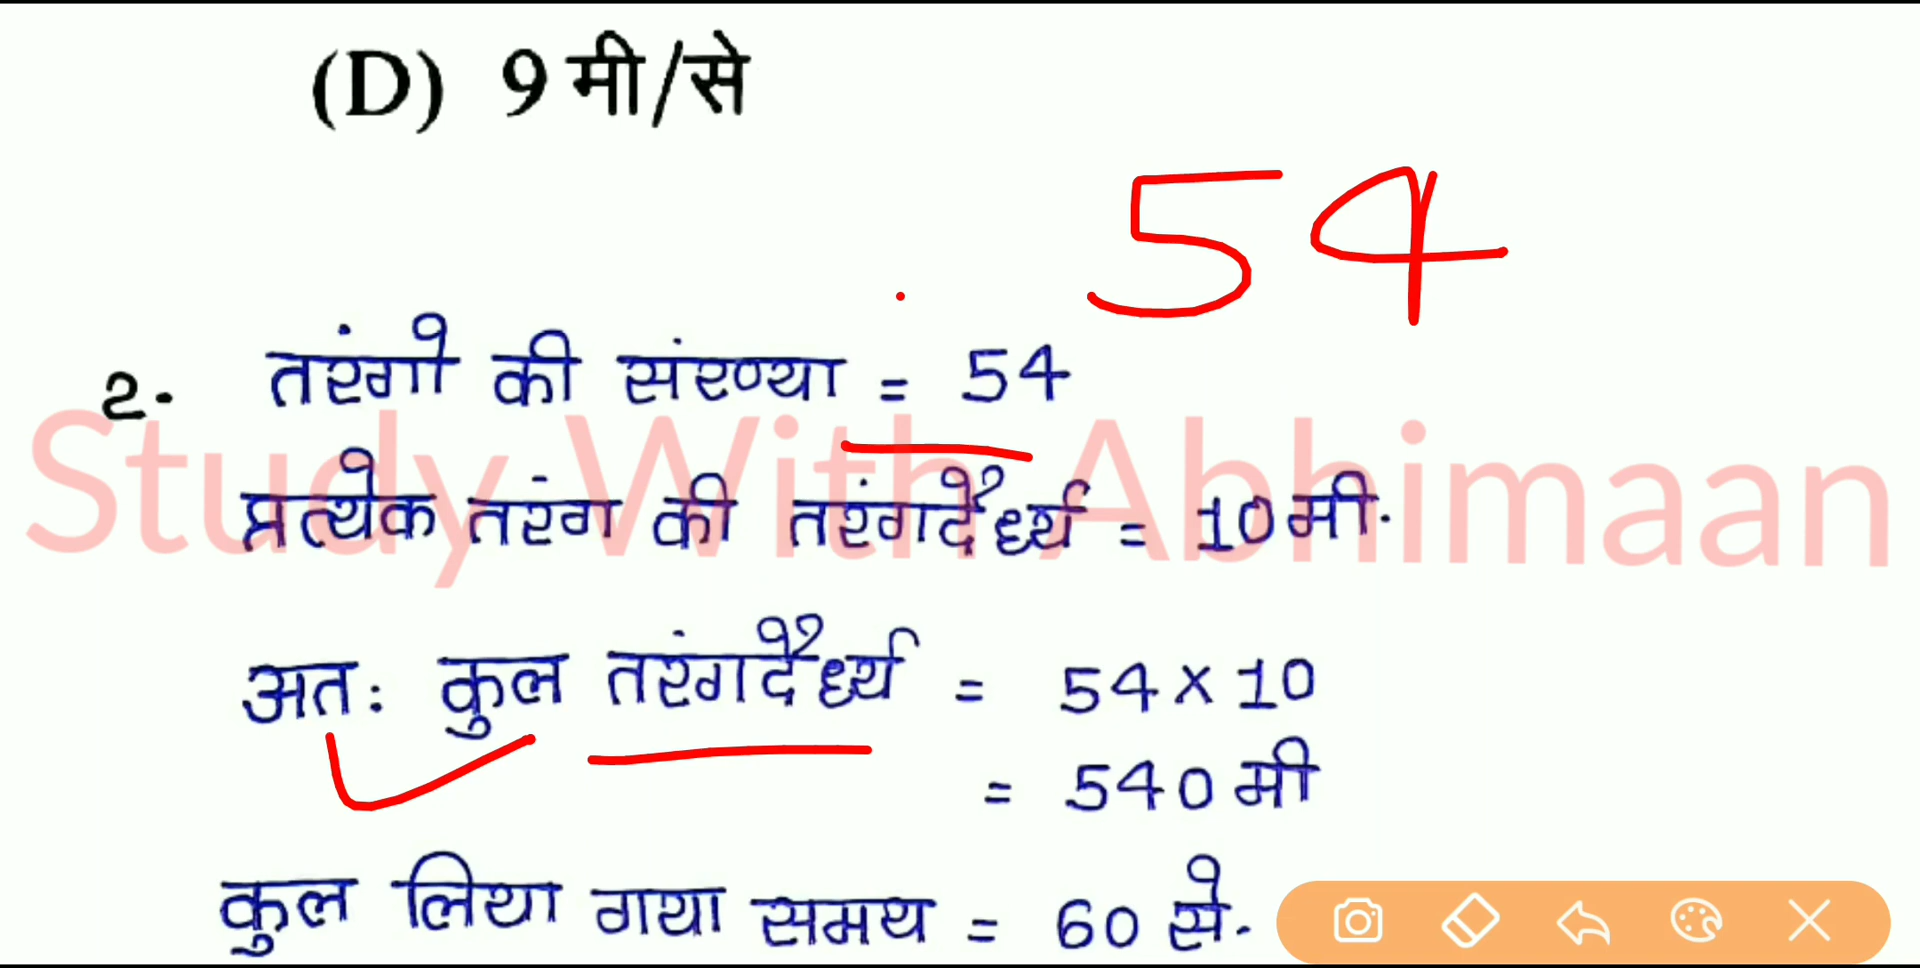 (D) 9 मी/से
54
2. तरंगो की संख्या = 54
Study With Abhimaan
प्रत्येक तरंग की तरंगदैर्ध्य = 10 मी.
अतः कुल तरंगदैर्ध्य = 54 × 10
= 540 मी
कुल लिया गया समय = 60 से.